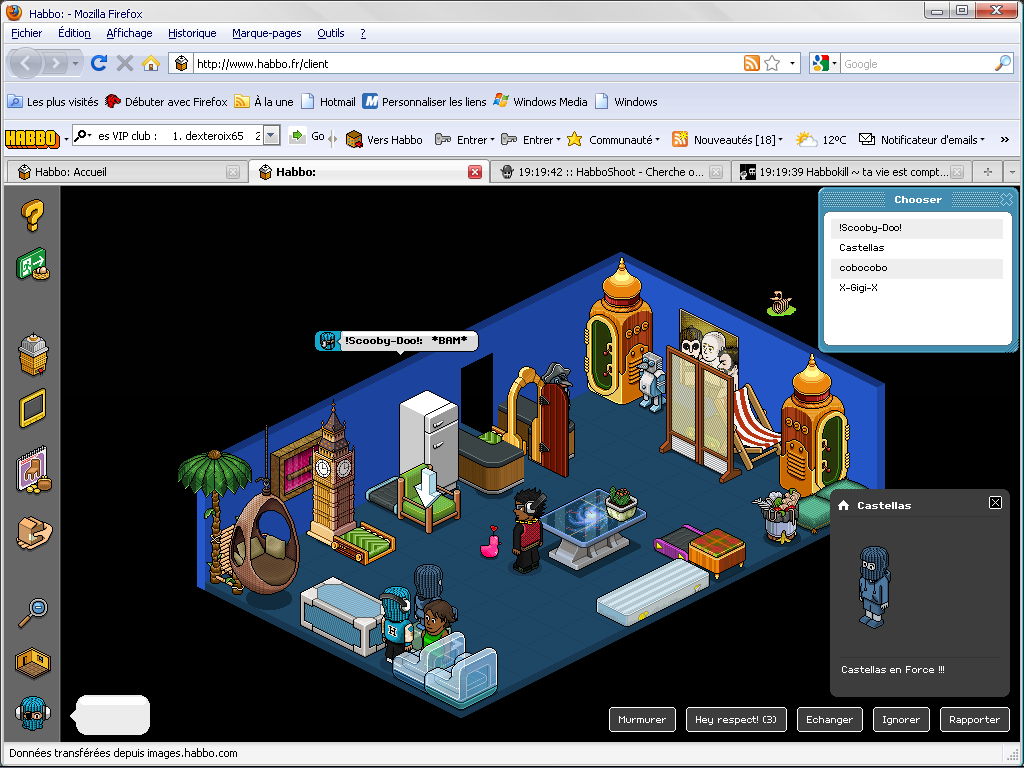 Habbo: - Mozilla Firefox
Fichier Édition Affichage Historique Marque-pages Outils ?
http://www.habbo.fr/client Google
Les plus visités Débuter avec Firefox À la une Hotmail Personnaliser les liens Windows Media Windows
HABBO es VIP club : 1. dexteroix65 2 Go Vers Habbo Entrer Entrer Communauté Nouveautés [18] 12°C Notificateur d'emails »
Habbo: Accueil Habbo: 19:19:42 :: HabboShoot - Cherche o... 19:19:39 Habbokill ~ ta vie est compt...
Chooser
!Scooby-Doo!
Castellas
cobocobo
X-Gigi-X
!Scooby-Doo!: *BAM*
Castellas
H
Castellas en Force !!!
Murmurer Hey respect! (3) Echanger Ignorer Rapporter
Données transférées depuis images.habbo.com